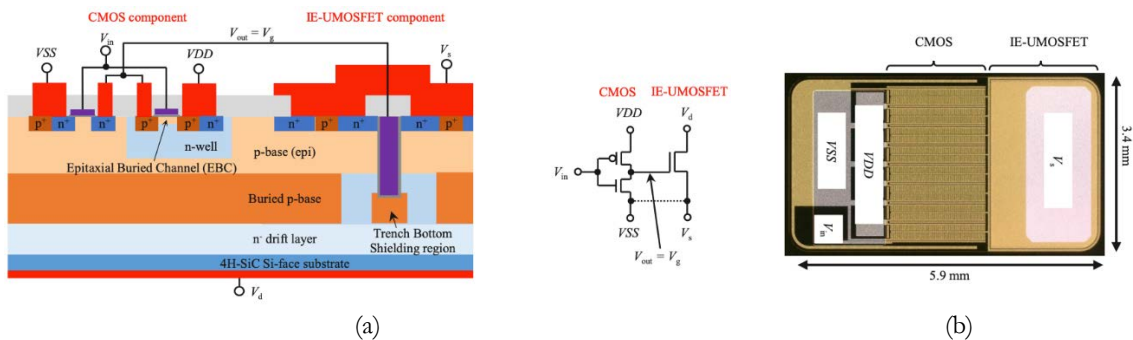 CMOS component
IE-UMOSFET component
Vout = Vg
Vin
VSS
VDD
Vs
p+ n+ n+ p+ p+ n+ n+ p+ n+ n+ p+ n+
n-well
p-base (epi)
Epitaxial Buried Channel (EBC)
Buried p-base
Trench Bottom
Shielding region
n- drift layer
4H-SiC Si-face substrate
Vd
(a)
CMOS IE-UMOSFET
VDD
Vd
Vin
VSS
Vs
Vout = Vg
CMOS
IE-UMOSFET
VSS
VDD
Vin
Vs
3.4 mm
5.9 mm
(b)